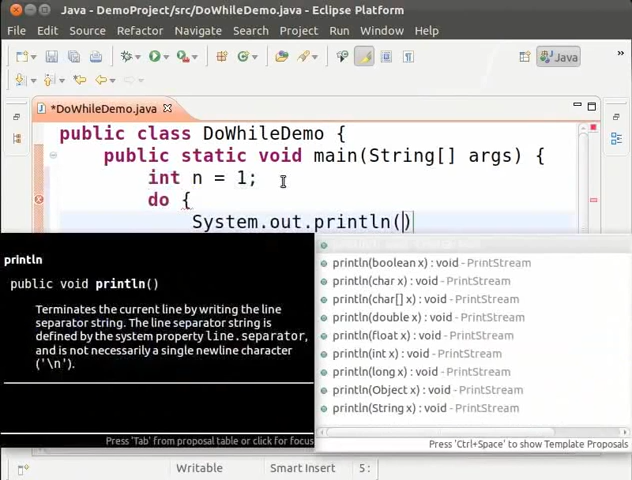 Java - DemoProject/src/DoWhileDemo.java - Eclipse Platform
File Edit Source Refactor Navigate Search Project Run Window Help
Java
*DoWhileDemo.java
public class DoWhileDemo {
public static void main(String[] args) {
int n = 1;
do {
System.out.println()
println
public void println()
Terminates the current line by writing the line
separator string. The line separator string is
defined by the system property line.separator,
and is not necessarily a single newline character
('\n').
Press 'Tab' from proposal table or click for focus
println(boolean x) : void - PrintStream
println(char x) : void - PrintStream
println(char[] x) : void - PrintStream
println(double x) : void - PrintStream
println(float x) : void - PrintStream
println(int x) : void - PrintStream
println(long x) : void - PrintStream
println(Object x) : void - PrintStream
println(String x) : void - PrintStream
Press 'Ctrl+Space' to show Template Proposals
Writable Smart Insert 5 :